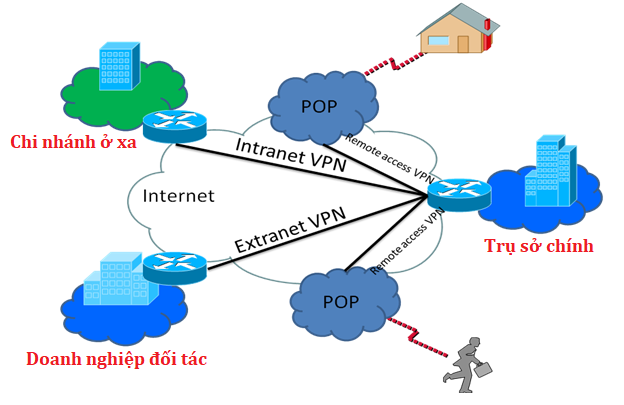 POP
Chi nhánh ở xa
Intranet VPN
Remote access VPN
Internet
Extranet VPN
Remote access VPN
Trụ sở chính
POP
Doanh nghiệp đối tác